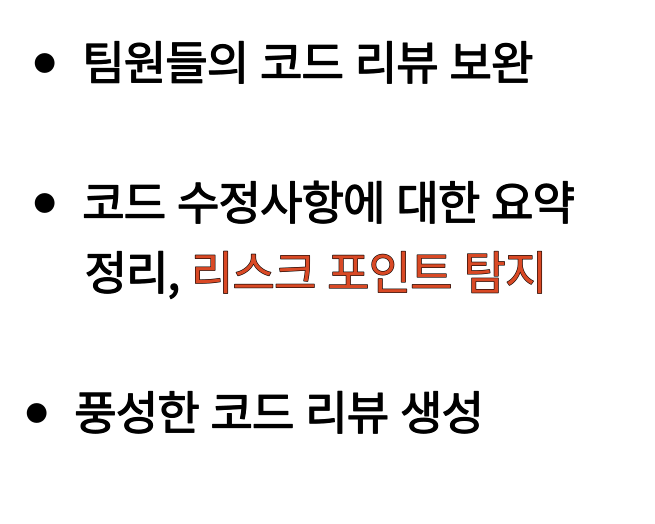 • 팀원들의 코드 리뷰 보완
• 코드 수정사항에 대한 요약
정리, 리스크 포인트 탐지
• 풍성한 코드 리뷰 생성